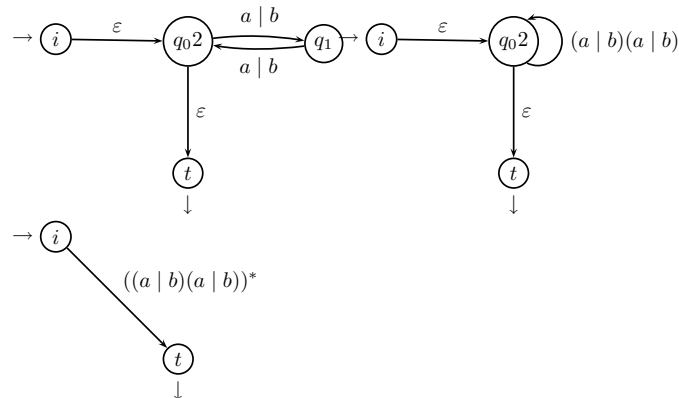 a | b
ε
→ i
q₀2
q₁
a | b
ε
t
↓
→ i
ε
q₀2
(a | b)(a | b)
ε
t
↓
→ i
((a | b)(a | b))*
t
↓